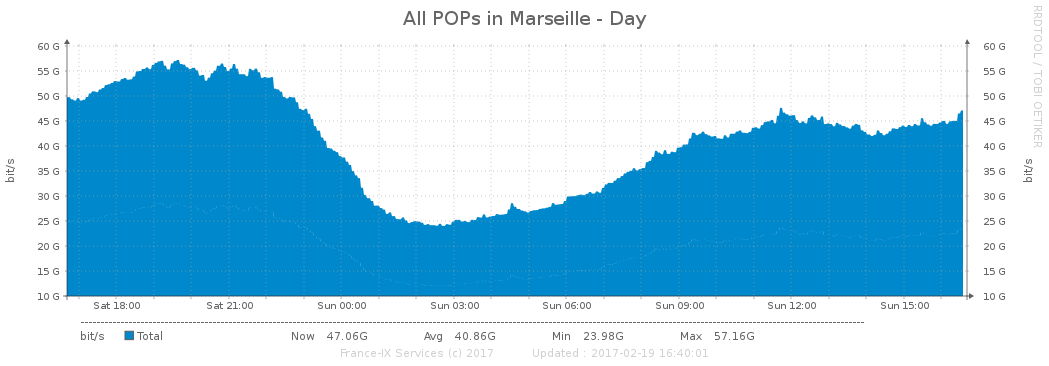 All POPs in Marseille - Day
RRDTOOL / TOBI OETIKER
60 G 60 G
55 G 55 G
50 G 50 G
45 G 45 G
40 G 40 G
35 G 35 G
30 G 30 G
25 G 25 G
20 G 20 G
15 G 15 G
10 G 10 G
bit/s bit/s
Sat 18:00 Sat 21:00 Sun 00:00 Sun 03:00 Sun 06:00 Sun 09:00 Sun 12:00 Sun 15:00
bit/s Total Now 47.06G Avg 40.86G Min 23.98G Max 57.16G
France-IX Services (c) 2017 Updated : 2017-02-19 16:40:01